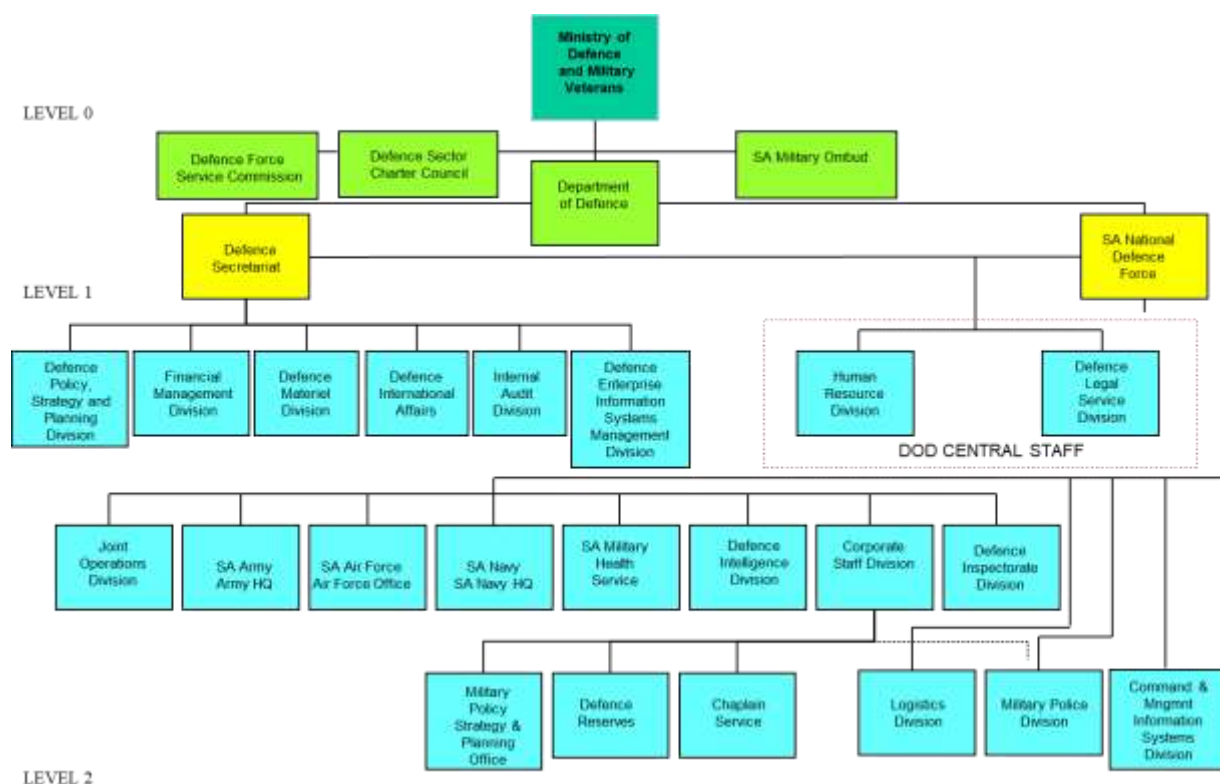 Ministry of
Defence
and Military
Veterans
LEVEL 0
Defence Force
Service Commission
Defence Sector
Charter Council
SA Military Ombud
Department
of Defence
Defence
Secretariat
SA National
Defence
Force
LEVEL 1
Defence
Policy,
Strategy and
Planning
Division
Financial
Management
Division
Defence
Materiel
Division
Defence
International
Affairs
Internal
Audit
Division
Defence
Enterprise
Information
Systems
Management
Division
Human
Resource
Division
Defence
Legal
Service
Division
DOD CENTRAL STAFF
Joint
Operations
Division
SA Army
Army HQ
SA Air Force
Air Force Office
SA Navy
SA Navy HQ
SA Military
Health
Service
Defence
Intelligence
Division
Corporate
Staff Division
Defence
Inspectorate
Division
Military
Policy
Strategy &
Planning
Office
Defence
Reserves
Chaplain
Service
Logistics
Division
Military Police
Division
Command &
Mngmnt
Information
Systems
Division
LEVEL 2